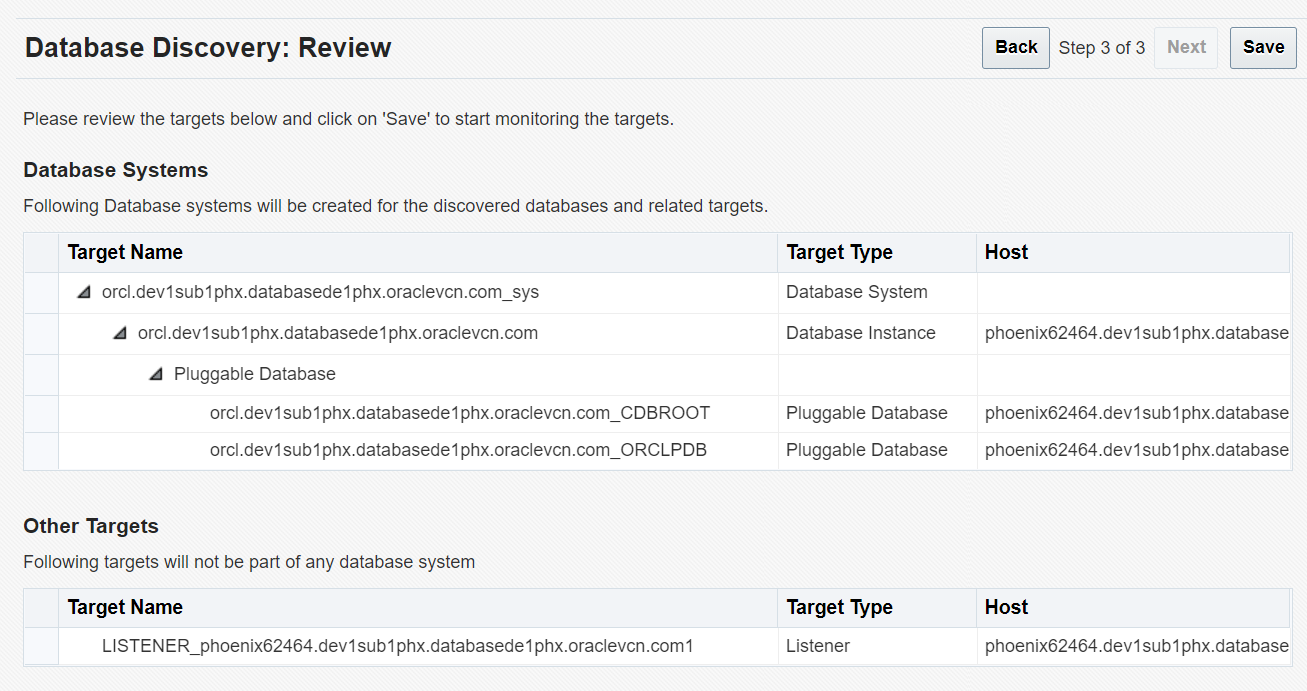 Database Discovery: Review
Back Step 3 of 3 Next Save
Please review the targets below and click on 'Save' to start monitoring the targets.
Database Systems
Following Database systems will be created for the discovered databases and related targets.
Target Name Target Type Host
orcl.dev1sub1phx.databasede1phx.oraclevcn.com_sys Database System
orcl.dev1sub1phx.databasede1phx.oraclevcn.com Database Instance phoenix62464.dev1sub1phx.database
Pluggable Database
orcl.dev1sub1phx.databasede1phx.oraclevcn.com_CDBROOT Pluggable Database phoenix62464.dev1sub1phx.database
orcl.dev1sub1phx.databasede1phx.oraclevcn.com_ORCLPDB Pluggable Database phoenix62464.dev1sub1phx.database
Other Targets
Following targets will not be part of any database system
Target Name Target Type Host
LISTENER_phoenix62464.dev1sub1phx.databasede1phx.oraclevcn.com1 Listener phoenix62464.dev1sub1phx.database